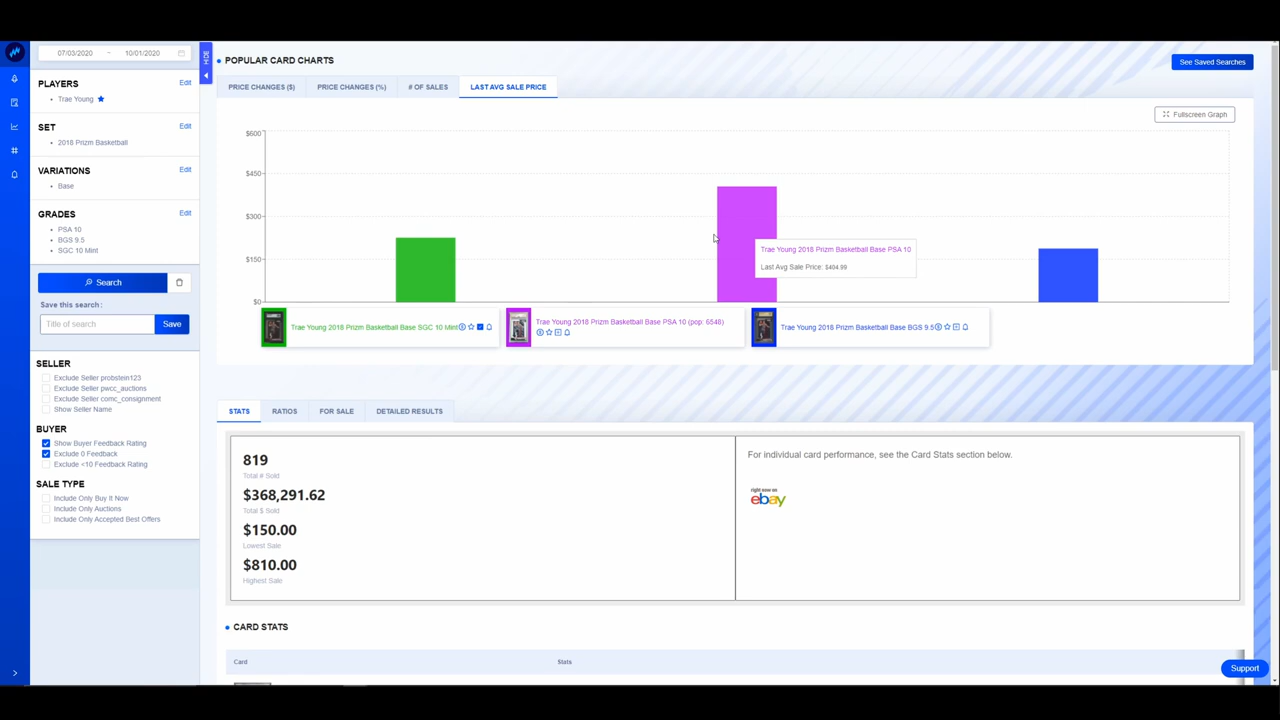 07/03/2020 ~ 10/01/2020
PLAYERS Edit
Trae Young
SET Edit
2018 Prizm Basketball
VARIATIONS Edit
Base
GRADES Edit
PSA 10
BGS 9.5
SGC 10 Mint
Search
Save this search:
Title of search Save
SELLER
Exclude Seller probstein123
Exclude Seller pwcc_auctions
Exclude Seller comc_consignment
Show Seller Name
BUYER
Show Buyer Feedback Rating
Exclude 0 Feedback
Exclude <10 Feedback Rating
SALE TYPE
Include Only Buy It Now
Include Only Auctions
Include Only Accepted Best Offers
POPULAR CARD CHARTS
See Saved Searches
PRICE CHANGES ($) PRICE CHANGES (%) # OF SALES LAST AVG SALE PRICE
Fullscreen Graph
$600
$450
$300
$150
$0
Trae Young 2018 Prizm Basketball Base PSA 10
Last Avg Sale Price: $404.99
Trae Young 2018 Prizm Basketball Base SGC 10 Mint
Trae Young 2018 Prizm Basketball Base PSA 10 (pop: 6548)
Trae Young 2018 Prizm Basketball Base BGS 9.5
STATS RATIOS FOR SALE DETAILED RESULTS
819
Total # Sold
$368,291.62
Total $ Sold
$150.00
Lowest Sale
$810.00
Highest Sale
For individual card performance, see the Card Stats section below.
right now on
ebay
CARD STATS
Card Stats
Support